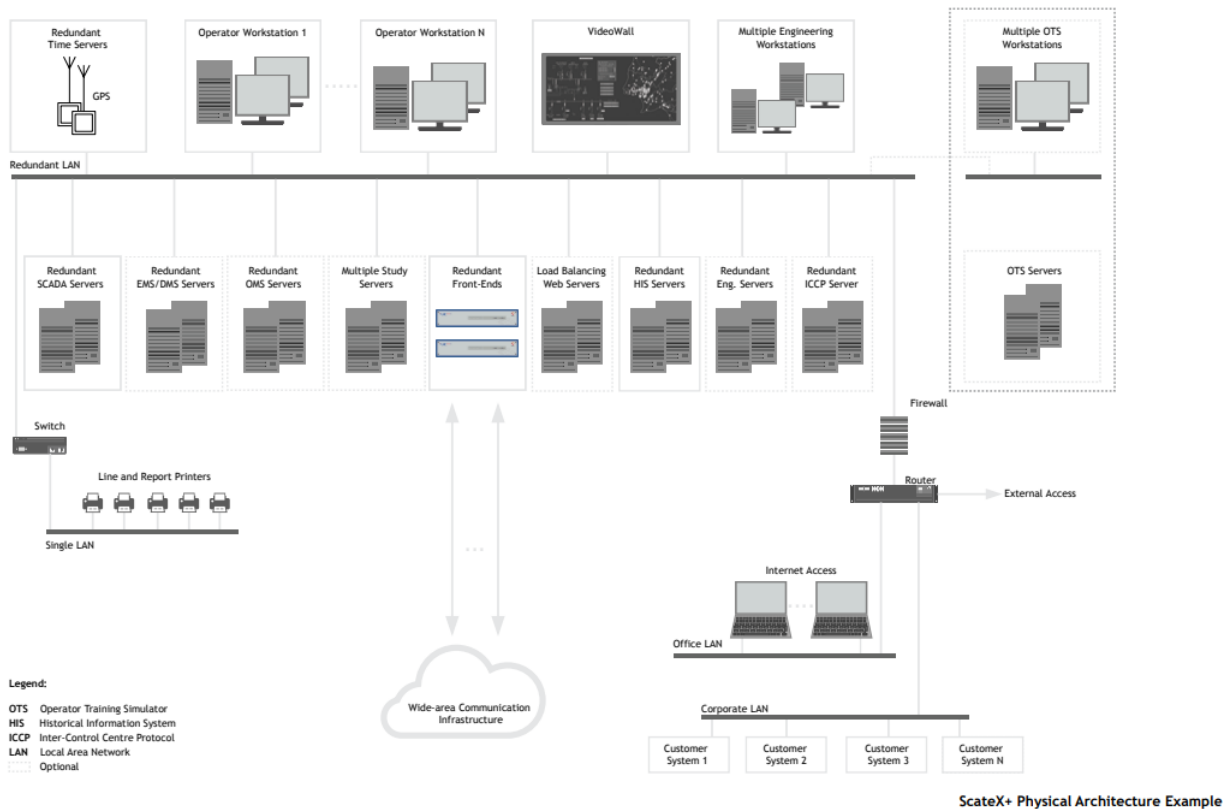 Redundant
Time Servers
GPS
Operator Workstation 1
Operator Workstation N
VideoWall
Multiple Engineering
Workstations
Multiple OTS
Workstations
Redundant LAN
Redundant
SCADA Servers
Redundant
EMS/DMS Servers
Redundant
OMS Servers
Multiple Study
Servers
Redundant
Front-Ends
Load Balancing
Web Servers
Redundant
HIS Servers
Redundant
Eng. Servers
Redundant
ICCP Server
OTS Servers
Switch
Firewall
Line and Report Printers
Router
External Access
Single LAN
Internet Access
Office LAN
Legend:
OTS Operator Training Simulator
HIS Historical Information System
ICCP Inter-Control Centre Protocol
LAN Local Area Network
Optional
Wide-area Communication
Infrastructure
Corporate LAN
Customer
System 1
Customer
System 2
Customer
System 3
Customer
System N
ScateX+ Physical Architecture Example